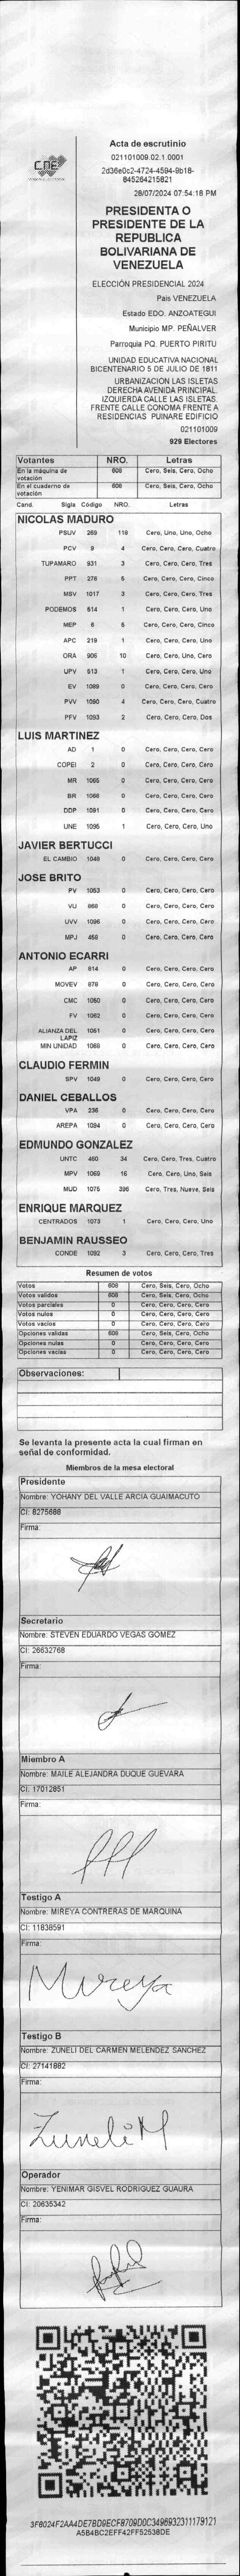 CNE
Acta de escrutinio
021101009.02.1.0001
2d36e0c2-4724-4594-9b18-
645264215821
28/07/2024 07:54:18 PM
PRESIDENTA O
PRESIDENTE DE LA
REPUBLICA
BOLIVARIANA DE
VENEZUELA
ELECCIÓN PRESIDENCIAL 2024
Pais VENEZUELA
Estado EDO. ANZOATEGUI
Municipio MP. PEÑALVER
Parroquia PQ. PUERTO PIRITU
UNIDAD EDUCATIVA NACIONAL
BICENTENARIO 5 DE JULIO DE 1811
URBANIZACION LAS ISLETAS
DERECHA AVENIDA PRINCIPAL.
IZQUIERDA CALLE LAS ISLETAS.
FRENTE CALLE CONOMA FRENTE A
RESIDENCIAS PUINARE EDIFICIO
021101009
929 Electores
Votantes NRO. Letras
En la máquina de votación 608 Cero, Seis, Cero, Ocho
En el cuaderno de votación 608 Cero, Seis, Cero, Ocho
Cand. Sigla Código NRO. Letras
NICOLAS MADURO
PSUV 269 118 Cero, Uno, Uno, Ocho
PCV 9 4 Cero, Cero, Cero, Cuatro
TUPAMARO 831 3 Cero, Cero, Cero, Tres
PPT 276 5 Cero, Cero, Cero, Cinco
MSV 1017 3 Cero, Cero, Cero, Tres
PODEMOS 514 1 Cero, Cero, Cero, Uno
MEP 6 5 Cero, Cero, Cero, Cinco
APC 219 1 Cero, Cero, Cero, Uno
ORA 906 10 Cero, Cero, Uno, Cero
UPV 513 1 Cero, Cero, Cero, Uno
EV 1089 0 Cero, Cero, Cero, Cero
PVV 1090 4 Cero, Cero, Cero, Cuatro
PFV 1093 2 Cero, Cero, Cero, Dos
LUIS MARTINEZ
AD 1 0 Cero, Cero, Cero, Cero
COPEI 2 0 Cero, Cero, Cero, Cero
MR 1065 0 Cero, Cero, Cero, Cero
BR 1066 0 Cero, Cero, Cero, Cero
DDP 1091 0 Cero, Cero, Cero, Cero
UNE 1095 1 Cero, Cero, Cero, Uno
JAVIER BERTUCCI
EL CAMBIO 1048 0 Cero, Cero, Cero, Cero
JOSE BRITO
PV 1053 0 Cero, Cero, Cero, Cero
VU 868 0 Cero, Cero, Cero, Cero
UVV 1096 0 Cero, Cero, Cero, Cero
MPJ 458 0 Cero, Cero, Cero, Cero
ANTONIO ECARRI
AP 814 0 Cero, Cero, Cero, Cero
MOVEV 878 0 Cero, Cero, Cero, Cero
CMC 1050 0 Cero, Cero, Cero, Cero
FV 1062 0 Cero, Cero, Cero, Cero
ALIANZA DEL LAPIZ 1051 0 Cero, Cero, Cero, Cero
MIN UNIDAD 1068 0 Cero, Cero, Cero, Cero
CLAUDIO FERMIN
SPV 1049 0 Cero, Cero, Cero, Cero
DANIEL CEBALLOS
VPA 236 0 Cero, Cero, Cero, Cero
AREPA 1094 0 Cero, Cero, Cero, Cero
EDMUNDO GONZALEZ
UNTC 460 34 Cero, Cero, Tres, Cuatro
MPV 1069 16 Cero, Cero, Uno, Seis
MUD 1075 396 Cero, Tres, Nueve, Seis
ENRIQUE MARQUEZ
CENTRADOS 1073 1 Cero, Cero, Cero, Uno
BENJAMIN RAUSSEO
CONDE 1092 3 Cero, Cero, Cero, Tres
Resumen de votos
Votos 608 Cero, Seis, Cero, Ocho
Votos validos 608 Cero, Seis, Cero, Ocho
Votos parciales 0 Cero, Cero, Cero, Cero
Votos nulos 0 Cero, Cero, Cero, Cero
Votos vacios 0 Cero, Cero, Cero, Cero
Opciones validas 608 Cero, Seis, Cero, Ocho
Opciones nulas 0 Cero, Cero, Cero, Cero
Opciones vacias 0 Cero, Cero, Cero, Cero
Observaciones:
Se levanta la presente acta la cual firman en
señal de conformidad.
Miembros de la mesa electoral
Presidente
Nombre: YOHANY DEL VALLE ARCIA GUAIMACUTO
CI: 8275688
Firma:
Secretario
Nombre: STEVEN EDUARDO VEGAS GOMEZ
CI: 26632768
Firma:
Miembro A
Nombre: MAILE ALEJANDRA DUQUE GUEVARA
CI: 17012851
Firma:
Testigo A
Nombre: MIREYA CONTRERAS DE MARQUINA
CI: 11838591
Firma:
Mireya
Testigo B
Nombre: ZUNELI DEL CARMEN MELENDEZ SANCHEZ
CI: 27141882
Firma:
Zuneli M
Operador
Nombre: YENIMAR GISVEL RODRIGUEZ GUAURA
CI: 20635342
Firma:
3F8024F2AA4DE7BD9ECF8709D0C3496932311179121
A5B4BC2EFF42FF52538DE